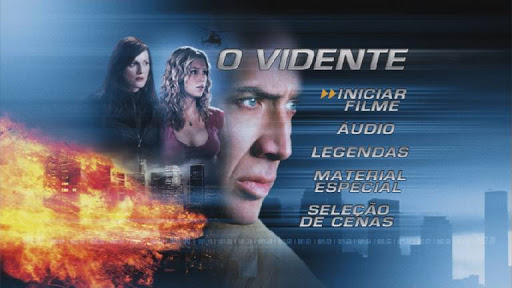 O VIDENTE
INICIAR
FILME
ÁUDIO
LEGENDAS
MATERIAL
ESPECIAL
SELEÇÃO
DE CENAS